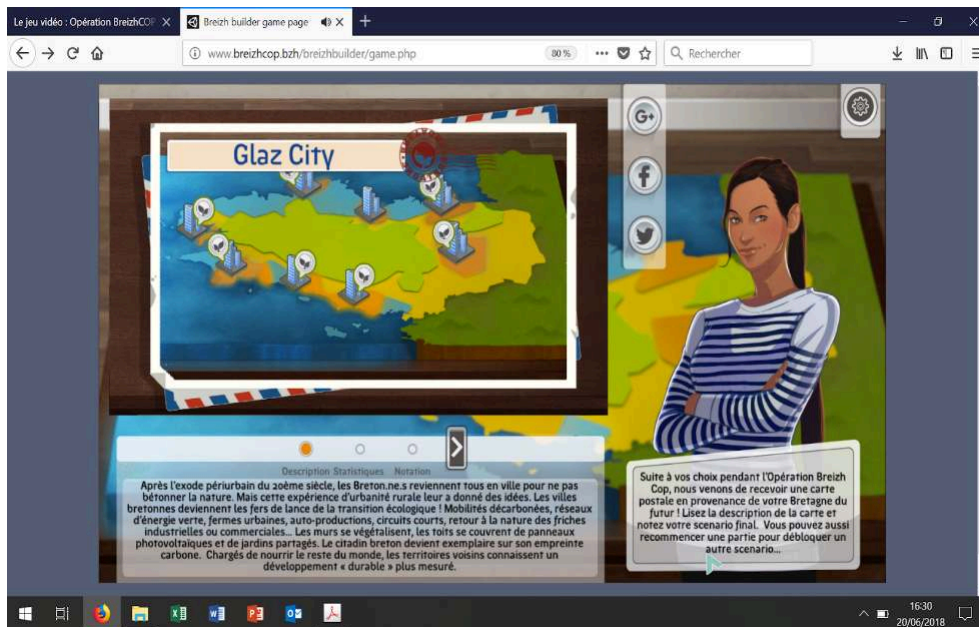 Le jeu vidéo : Opération BreizhCOP
Breizh builder game page
www.breizhcop.bzh/breizhbuilder/game.php
80 %
Rechercher
Glaz City
G+
f
Description Statistiques Notation
Après l'exode périurbain du 20ème siècle, les Breton.ne.s reviennent tous en ville pour ne pas
bétonner la nature. Mais cette expérience d'urbanité rurale leur a donné des idées. Les villes
bretonnes deviennent les fers de lance de la transition écologique ! Mobilités décarbonées, réseaux
d'énergie verte, fermes urbaines, auto-productions, circuits courts, retour à la nature des friches
industrielles ou commerciales... Les murs se végétalisent, les toits se couvrent de panneaux
photovoltaïques et de jardins partagés. Le citadin breton devient exemplaire sur son empreinte
carbone. Chargés de nourrir le reste du monde, les territoires voisins connaissent un
développement « durable » plus mesuré.
Suite à vos choix pendant l'Opération Breizh
Cop, nous venons de recevoir une carte
postale en provenance de votre Bretagne du
futur ! Lisez la description de la carte et
notez votre scenario final. Vous pouvez aussi
recommencer une partie pour débloquer un
autre scenario...
16:30
20/06/2018